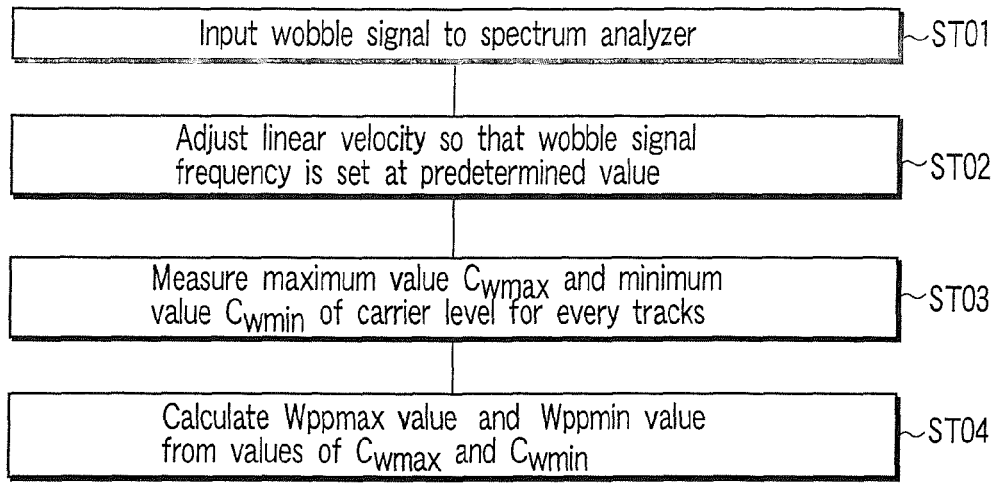 Input wobble signal to spectrum analyzer
ST01
Adjust linear velocity so that wobble signal
frequency is set at predetermined value
ST02
Measure maximum value Cwmax and minimum
value Cwmin of carrier level for every tracks
ST03
Calculate Wppmax value and Wppmin value
from values of Cwmax and Cwmin
ST04